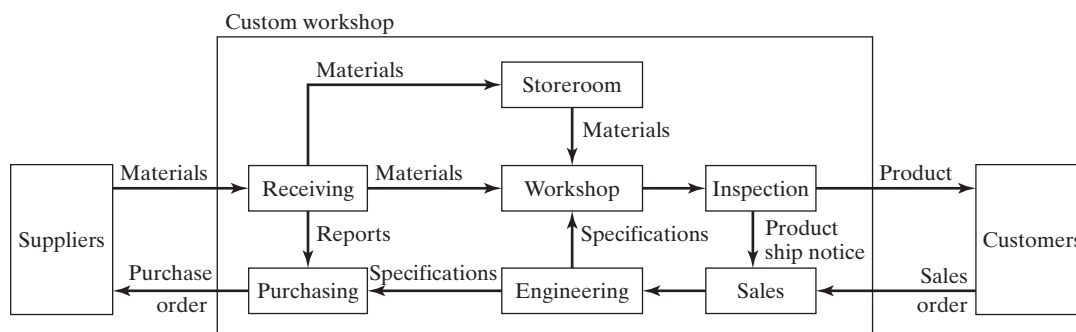 Custom workshop
Materials
Storeroom
Materials
Materials
Receiving
Materials
Workshop
Inspection
Product
Suppliers
Reports
Specifications
Product
ship notice
Customers
Purchase
order
Purchasing
Specifications
Engineering
Sales
Sales
order